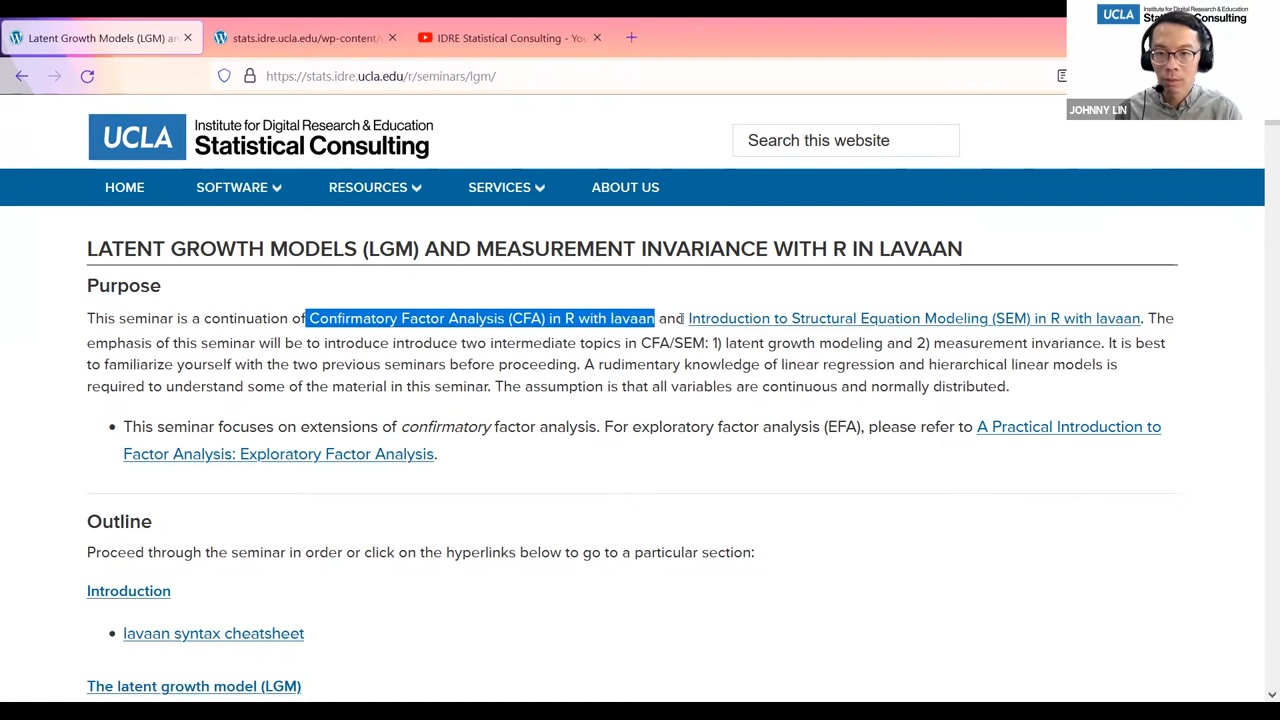 Latent Growth Models (LGM) an
stats.idre.ucla.edu/wp-content/
IDRE Statistical Consulting - You
https://stats.idre.ucla.edu/r/seminars/lgm/
UCLA Institute for Digital Research & Education
JOHNNY LIN
UCLA Institute for Digital Research & Education
Statistical Consulting
Search this website
HOME SOFTWARE RESOURCES SERVICES ABOUT US
LATENT GROWTH MODELS (LGM) AND MEASUREMENT INVARIANCE WITH R IN LAVAAN
Purpose
This seminar is a continuation of Confirmatory Factor Analysis (CFA) in R with lavaan and Introduction to Structural Equation Modeling (SEM) in R with lavaan. The
emphasis of this seminar will be to introduce introduce two intermediate topics in CFA/SEM: 1) latent growth modeling and 2) measurement invariance. It is best
to familiarize yourself with the two previous seminars before proceeding. A rudimentary knowledge of linear regression and hierarchical linear models is
required to understand some of the material in this seminar. The assumption is that all variables are continuous and normally distributed.
• This seminar focuses on extensions of confirmatory factor analysis. For exploratory factor analysis (EFA), please refer to A Practical Introduction to
Factor Analysis: Exploratory Factor Analysis.
Outline
Proceed through the seminar in order or click on the hyperlinks below to go to a particular section:
Introduction
• lavaan syntax cheatsheet
The latent growth model (LGM)